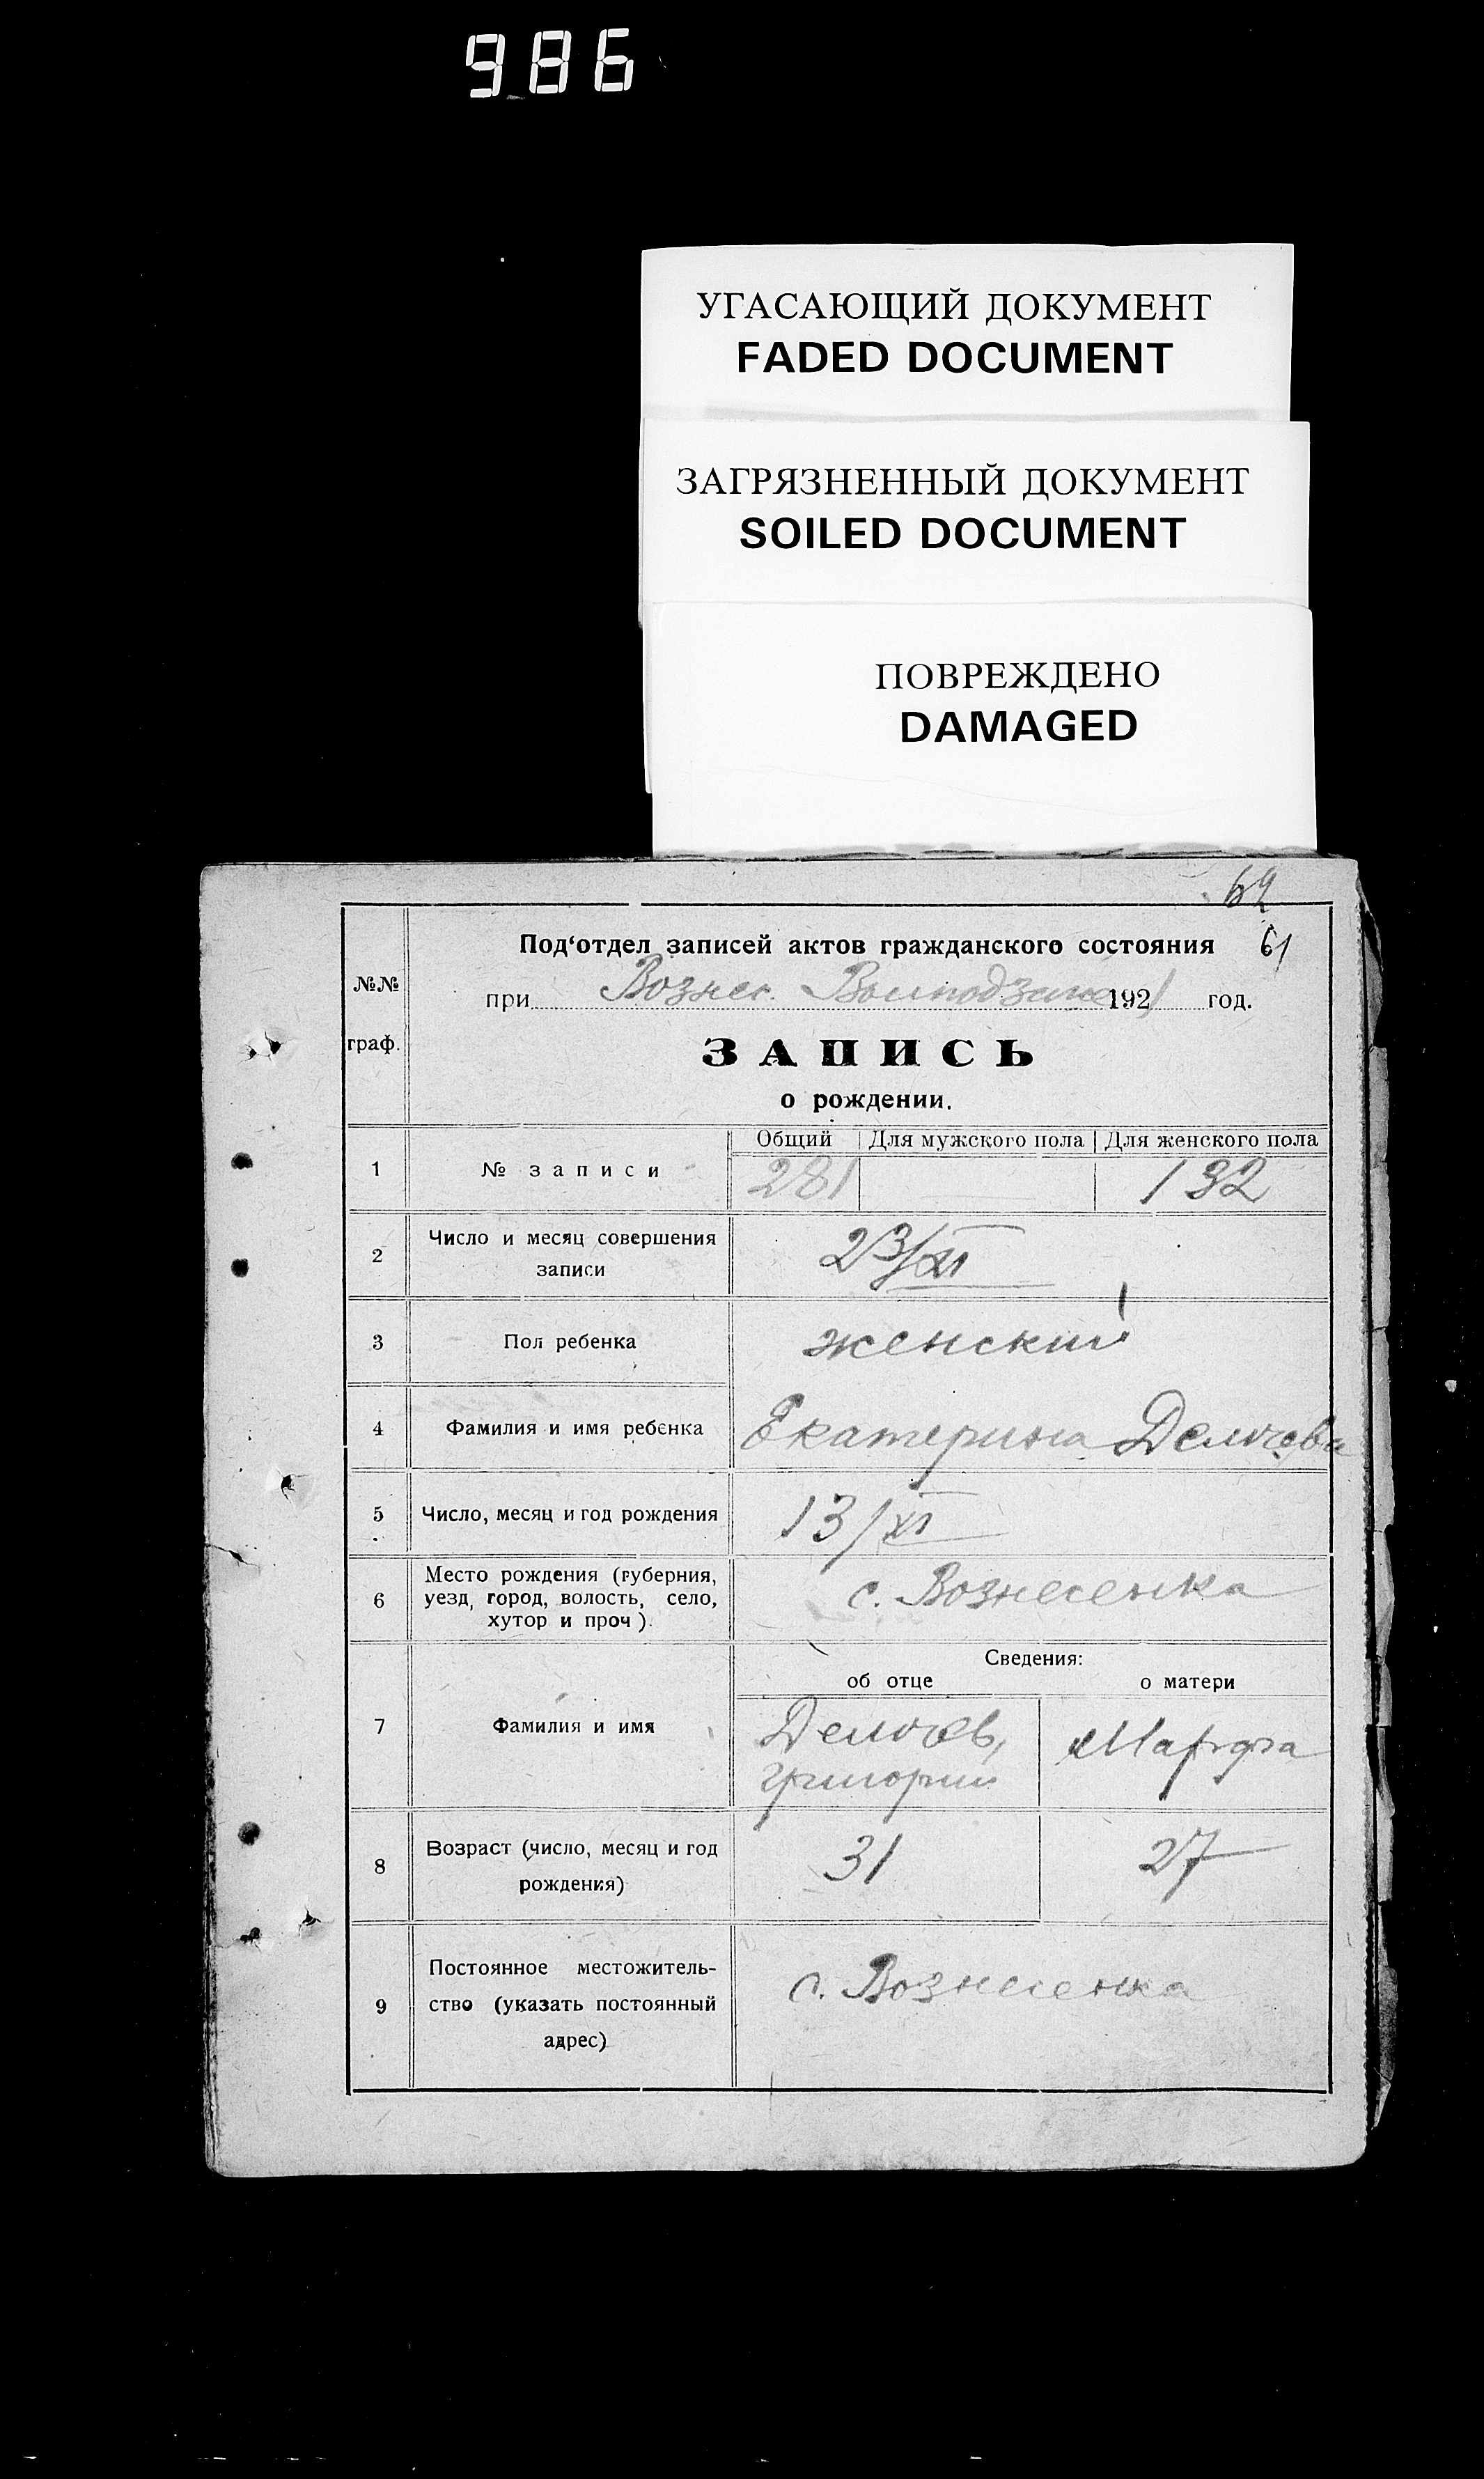 986
УГАСАЮЩИЙ ДОКУМЕНТ
FADED DOCUMENT
ЗАГРЯЗНЕННЫЙ ДОКУМЕНТ
SOILED DOCUMENT
ПОВРЕЖДЕНО
DAMAGED
61
№№
граф.
Под‘отдел записей актов гражданского состояния
при Вознес. 1921 год.
ЗАПИСЬ
о рождении.
Общий Для мужского пола Для женского пола
1 № записи 281 132
2 Число и месяц совершения
записи
23/XI
3 Пол ребенка женский
4 Фамилия и имя ребенка Екатерина
5 Число, месяц и год рождения 13/XI
6 Место рождения (губерния,
уезд, город, волость, село,
хутор и проч).
с. Вознесенка
Сведения:
об отце о матери
7 Фамилия и имя
Григорий
Марфа
8 Возраст (число, месяц и год
рождения)
31 27
9 Постоянное местожитель-
ство (указать постоянный
адрес)
с. Вознесенка